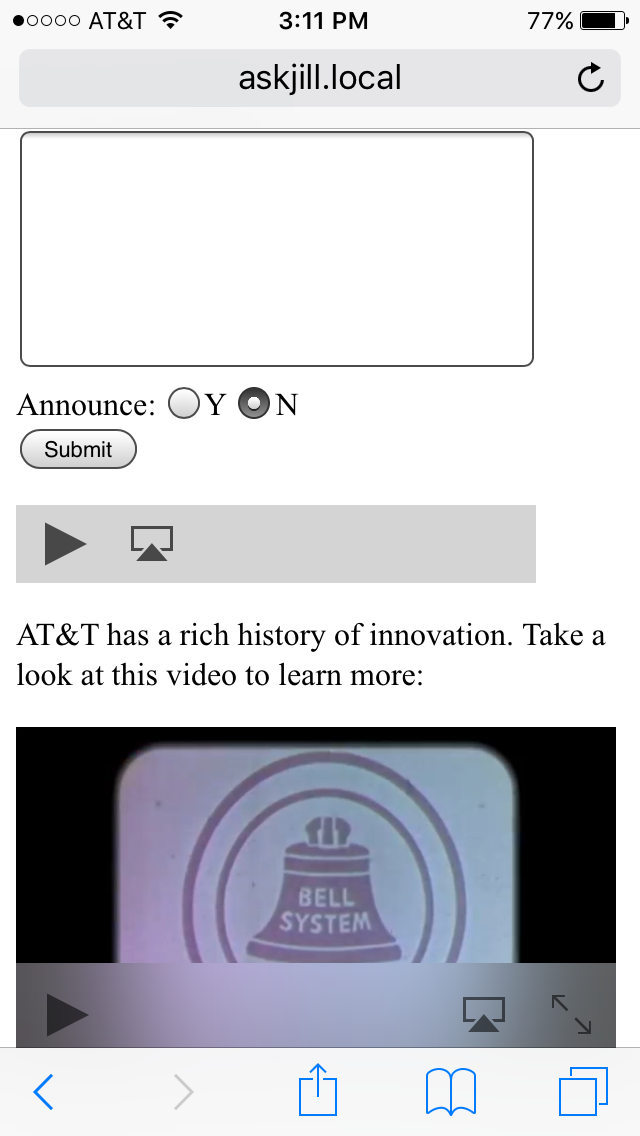 AT&T 3:11 PM 77%
askjill.local
Announce: Y N
Submit
AT&T has a rich history of innovation. Take a
look at this video to learn more:
BELL
SYSTEM